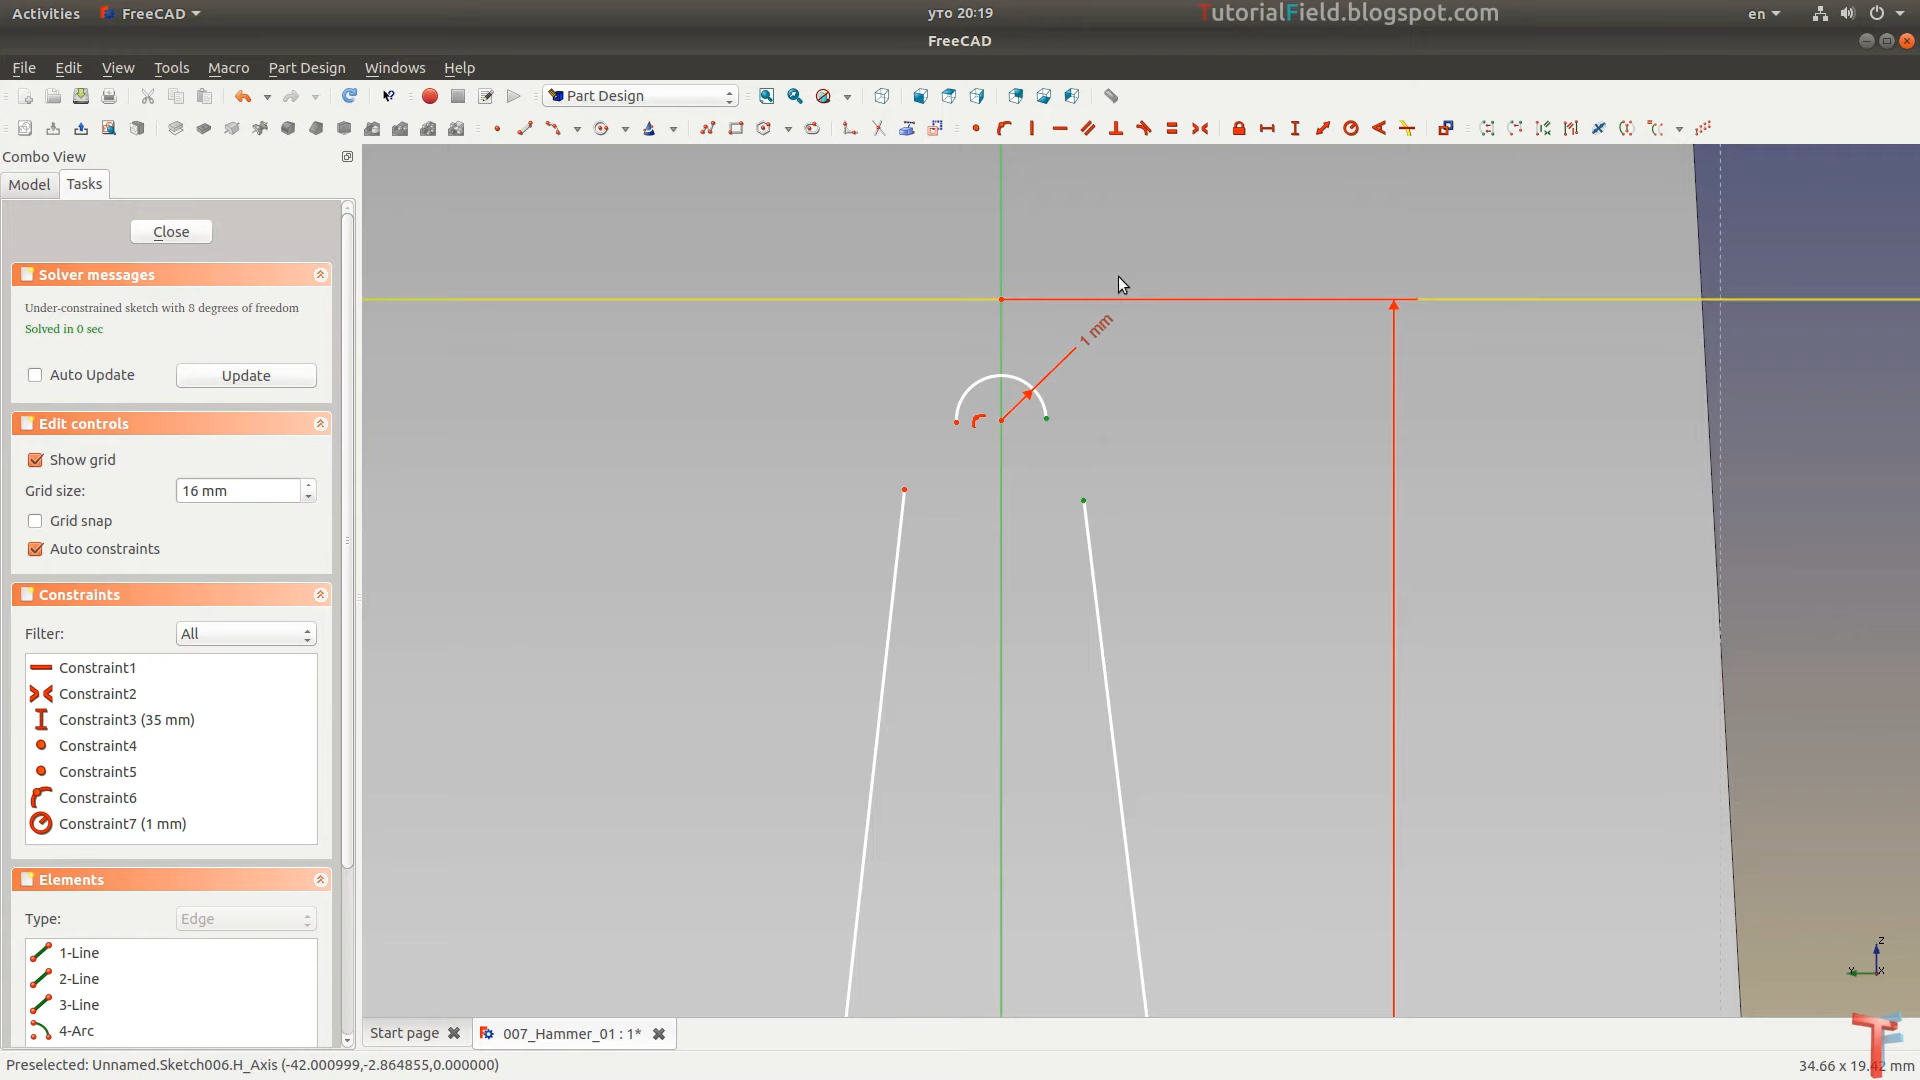 Activities FreeCAD уто 20:19 TutorialField.blogspot.com en
FreeCAD
File Edit View Tools Macro Part Design Windows Help
Part Design
Combo View
Model Tasks
Close
Solver messages
Under-constrained sketch with 8 degrees of freedom
Solved in 0 sec
Auto Update Update
Edit controls
Show grid
Grid size: 16 mm
Grid snap
Auto constraints
Constraints
Filter: All
Constraint1
Constraint2
Constraint3 (35 mm)
Constraint4
Constraint5
Constraint6
Constraint7 (1 mm)
Elements
Type: Edge
1-Line
2-Line
3-Line
4-Arc
1 mm
Z
Y
X
Start page 007_Hammer_01 : 1*
Preselected: Unnamed.Sketch006.H_Axis (-42.000999,-2.864855,0.000000)